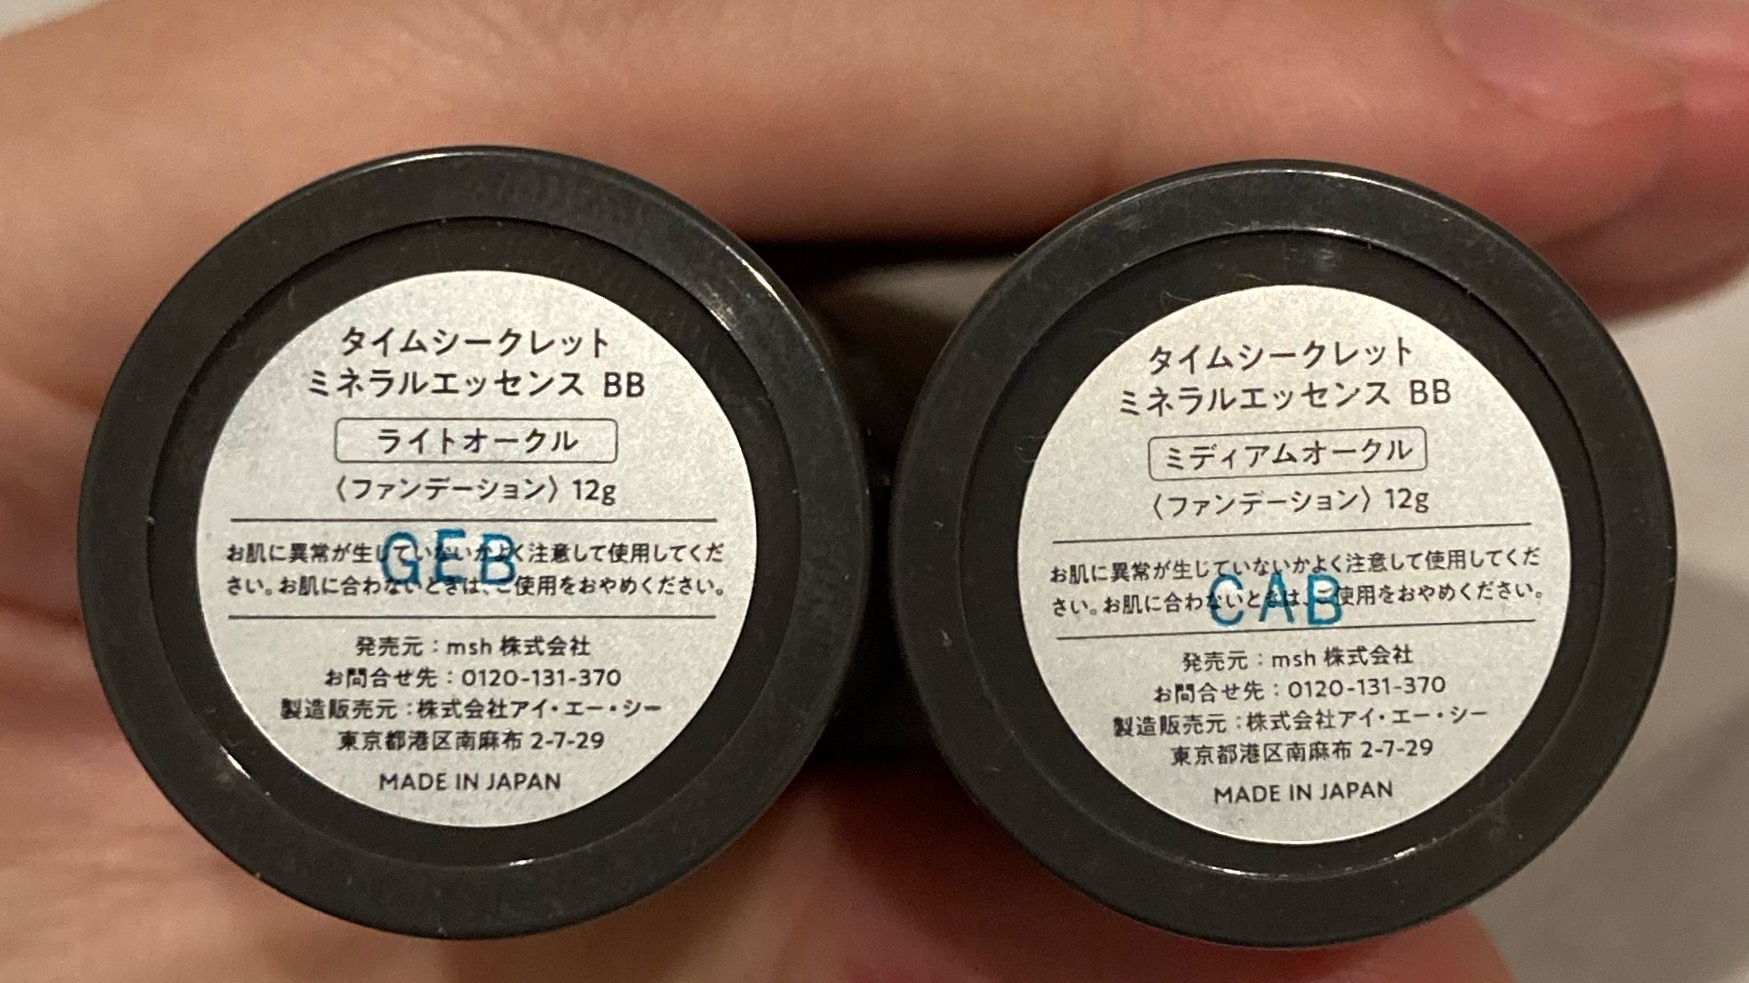 タイムシークレット
ミネラルエッセンス BB
ライトオークル
〈ファンデーション〉12g
お肌に異常が生じていないかよく注意して使用してくだ
さい。お肌に合わないときは、ご使用をおやめください。
GEB
発売元：msh 株式会社
お問合せ先：0120-131-370
製造販売元：株式会社アイ・エー・シー
東京都港区南麻布 2-7-29
MADE IN JAPAN
タイムシークレット
ミネラルエッセンス BB
ミディアムオークル
〈ファンデーション〉12g
お肌に異常が生じていないかよく注意して使用してくだ
さい。お肌に合わないときは、ご使用をおやめください。
CAB
発売元：msh 株式会社
お問合せ先：0120-131-370
製造販売元：株式会社アイ・エー・シー
東京都港区南麻布 2-7-29
MADE IN JAPAN